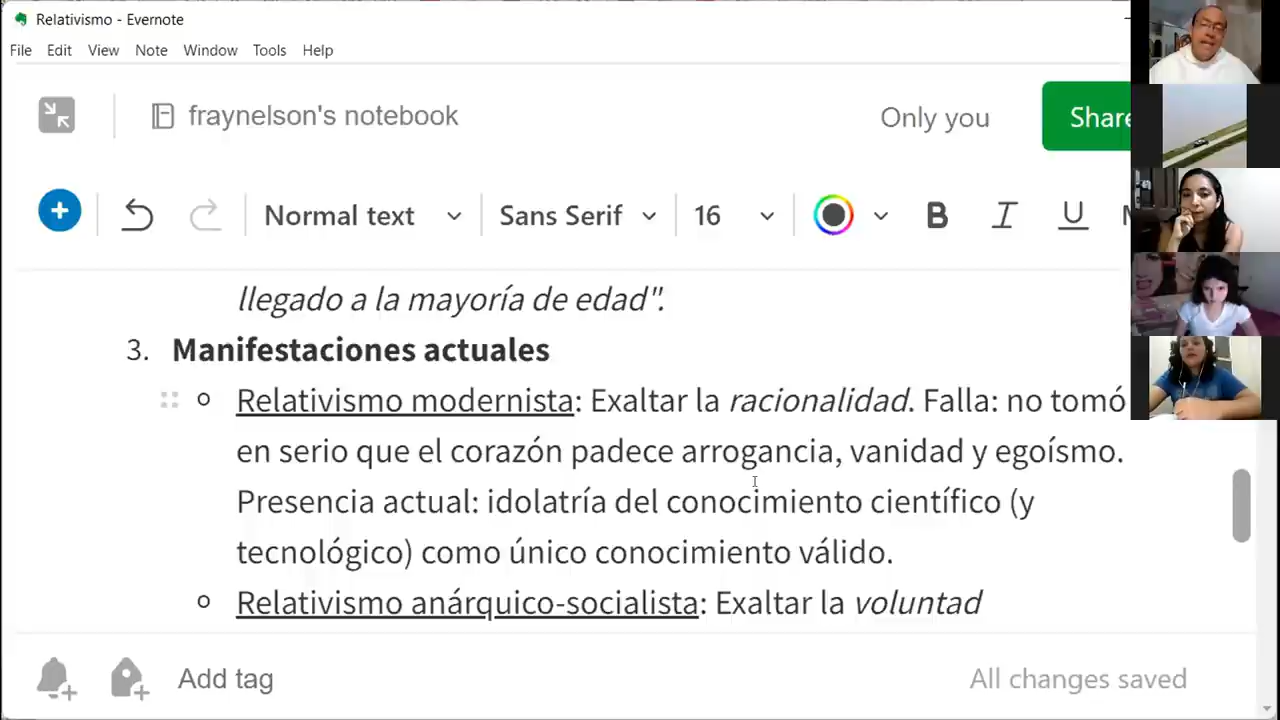 Relativismo - Evernote
File Edit View Note Window Tools Help
fraynelson's notebook
Only you
Share
Normal text
Sans Serif
16
B I U
llegado a la mayoría de edad".
3. Manifestaciones actuales
Relativismo modernista: Exaltar la racionalidad. Falla: no tomó
en serio que el corazón padece arrogancia, vanidad y egoísmo.
Presencia actual: idolatría del conocimiento científico (y
tecnológico) como único conocimiento válido.
Relativismo anárquico-socialista: Exaltar la voluntad
Add tag
All changes saved